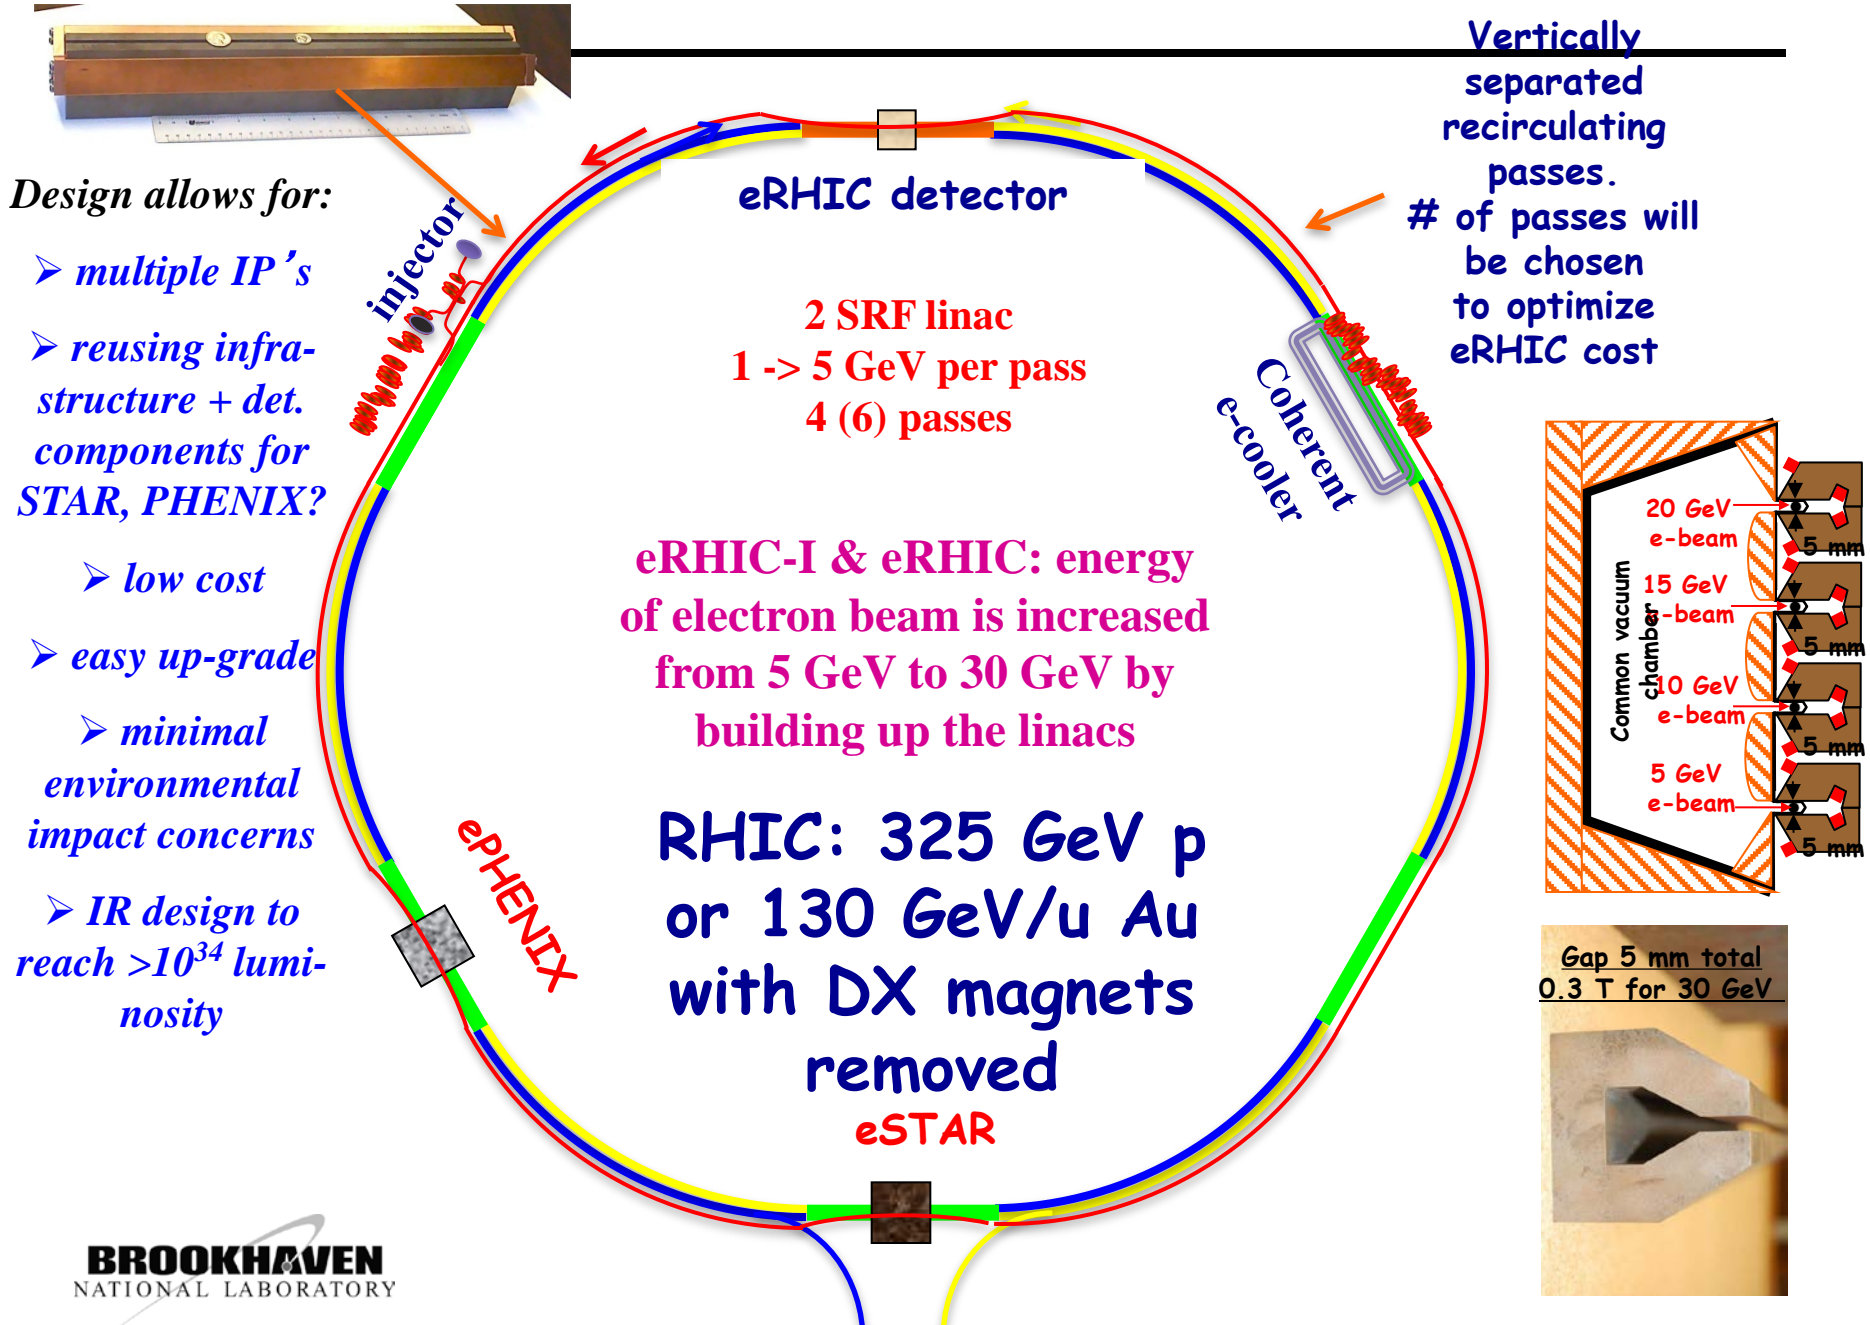 Vertically
separated
recirculating
passes.
# of passes will
be chosen
to optimize
eRHIC cost
Design allows for:
➢ multiple IP's
➢ reusing infra-
structure + det.
components for
STAR, PHENIX?
➢ low cost
➢ easy up-grade
➢ minimal
environmental
impact concerns
➢ IR design to
reach >10³⁴ lumi-
nosity
injector
eRHIC detector
2 SRF linac
1 -> 5 GeV per pass
4 (6) passes
Coherent
e-cooler
eRHIC-I & eRHIC: energy
of electron beam is increased
from 5 GeV to 30 GeV by
building up the linacs
RHIC: 325 GeV p
or 130 GeV/u Au
with DX magnets
removed
ePHENIX
eSTAR
Common vacuum
chamber
20 GeV
e-beam
5 mm
15 GeV
e-beam
5 mm
10 GeV
e-beam
5 mm
5 GeV
e-beam
5 mm
Gap 5 mm total
0.3 T for 30 GeV
BROOKHAVEN
NATIONAL LABORATORY